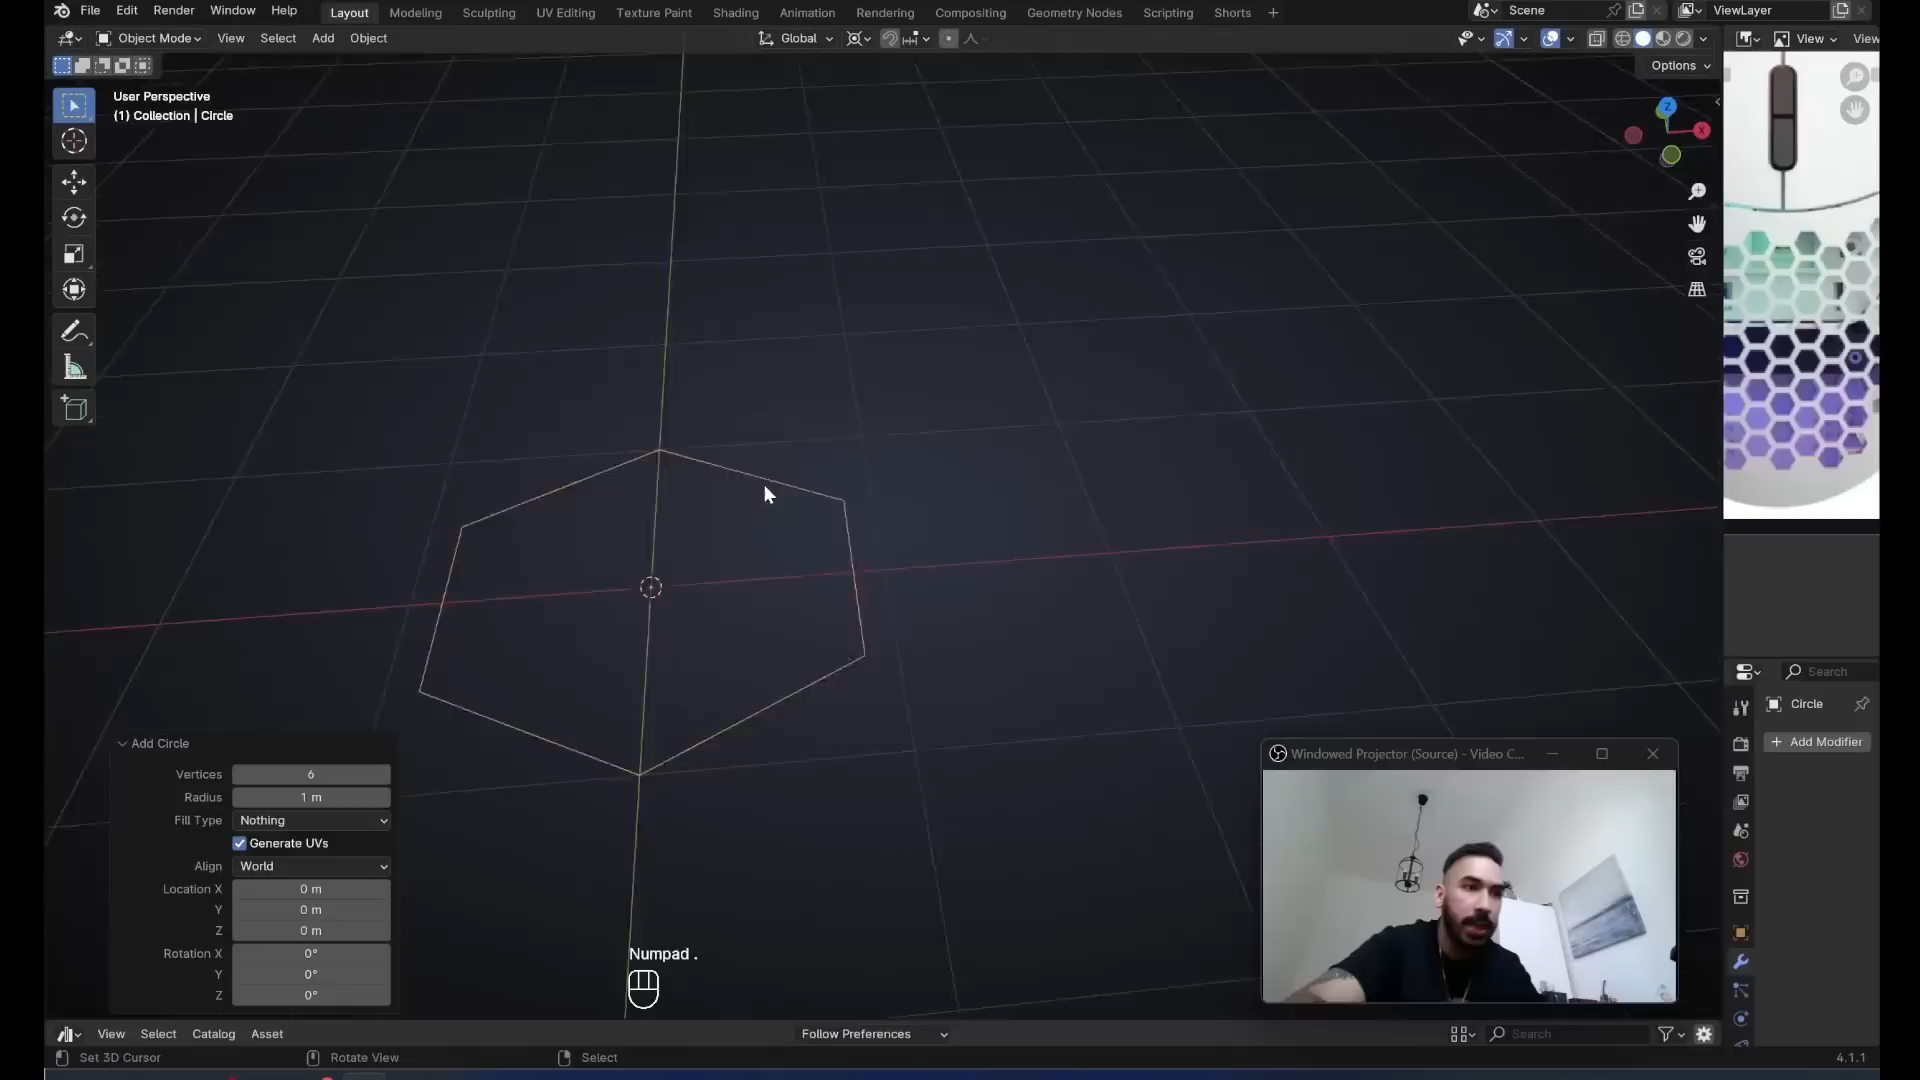 File Edit Render Window Help Layout Modeling Sculpting UV Editing Texture Paint Shading Animation Rendering Compositing Geometry Nodes Scripting Shorts + Scene ViewLayer
Object Mode View Select Add Object Global View View
Options
User Perspective
(1) Collection | Circle
Z
X
Search
Circle
+ Add Modifier
Add Circle
Vertices 6
Radius 1 m
Fill Type Nothing
Generate UVs
Align World
Location X 0 m
Y 0 m
Z 0 m
Rotation X 0°
Y 0°
Z 0°
Numpad .
Windowed Projector (Source) - Video C...
View Select Catalog Asset Follow Preferences Search
Set 3D Cursor Rotate View Select 4.1.1